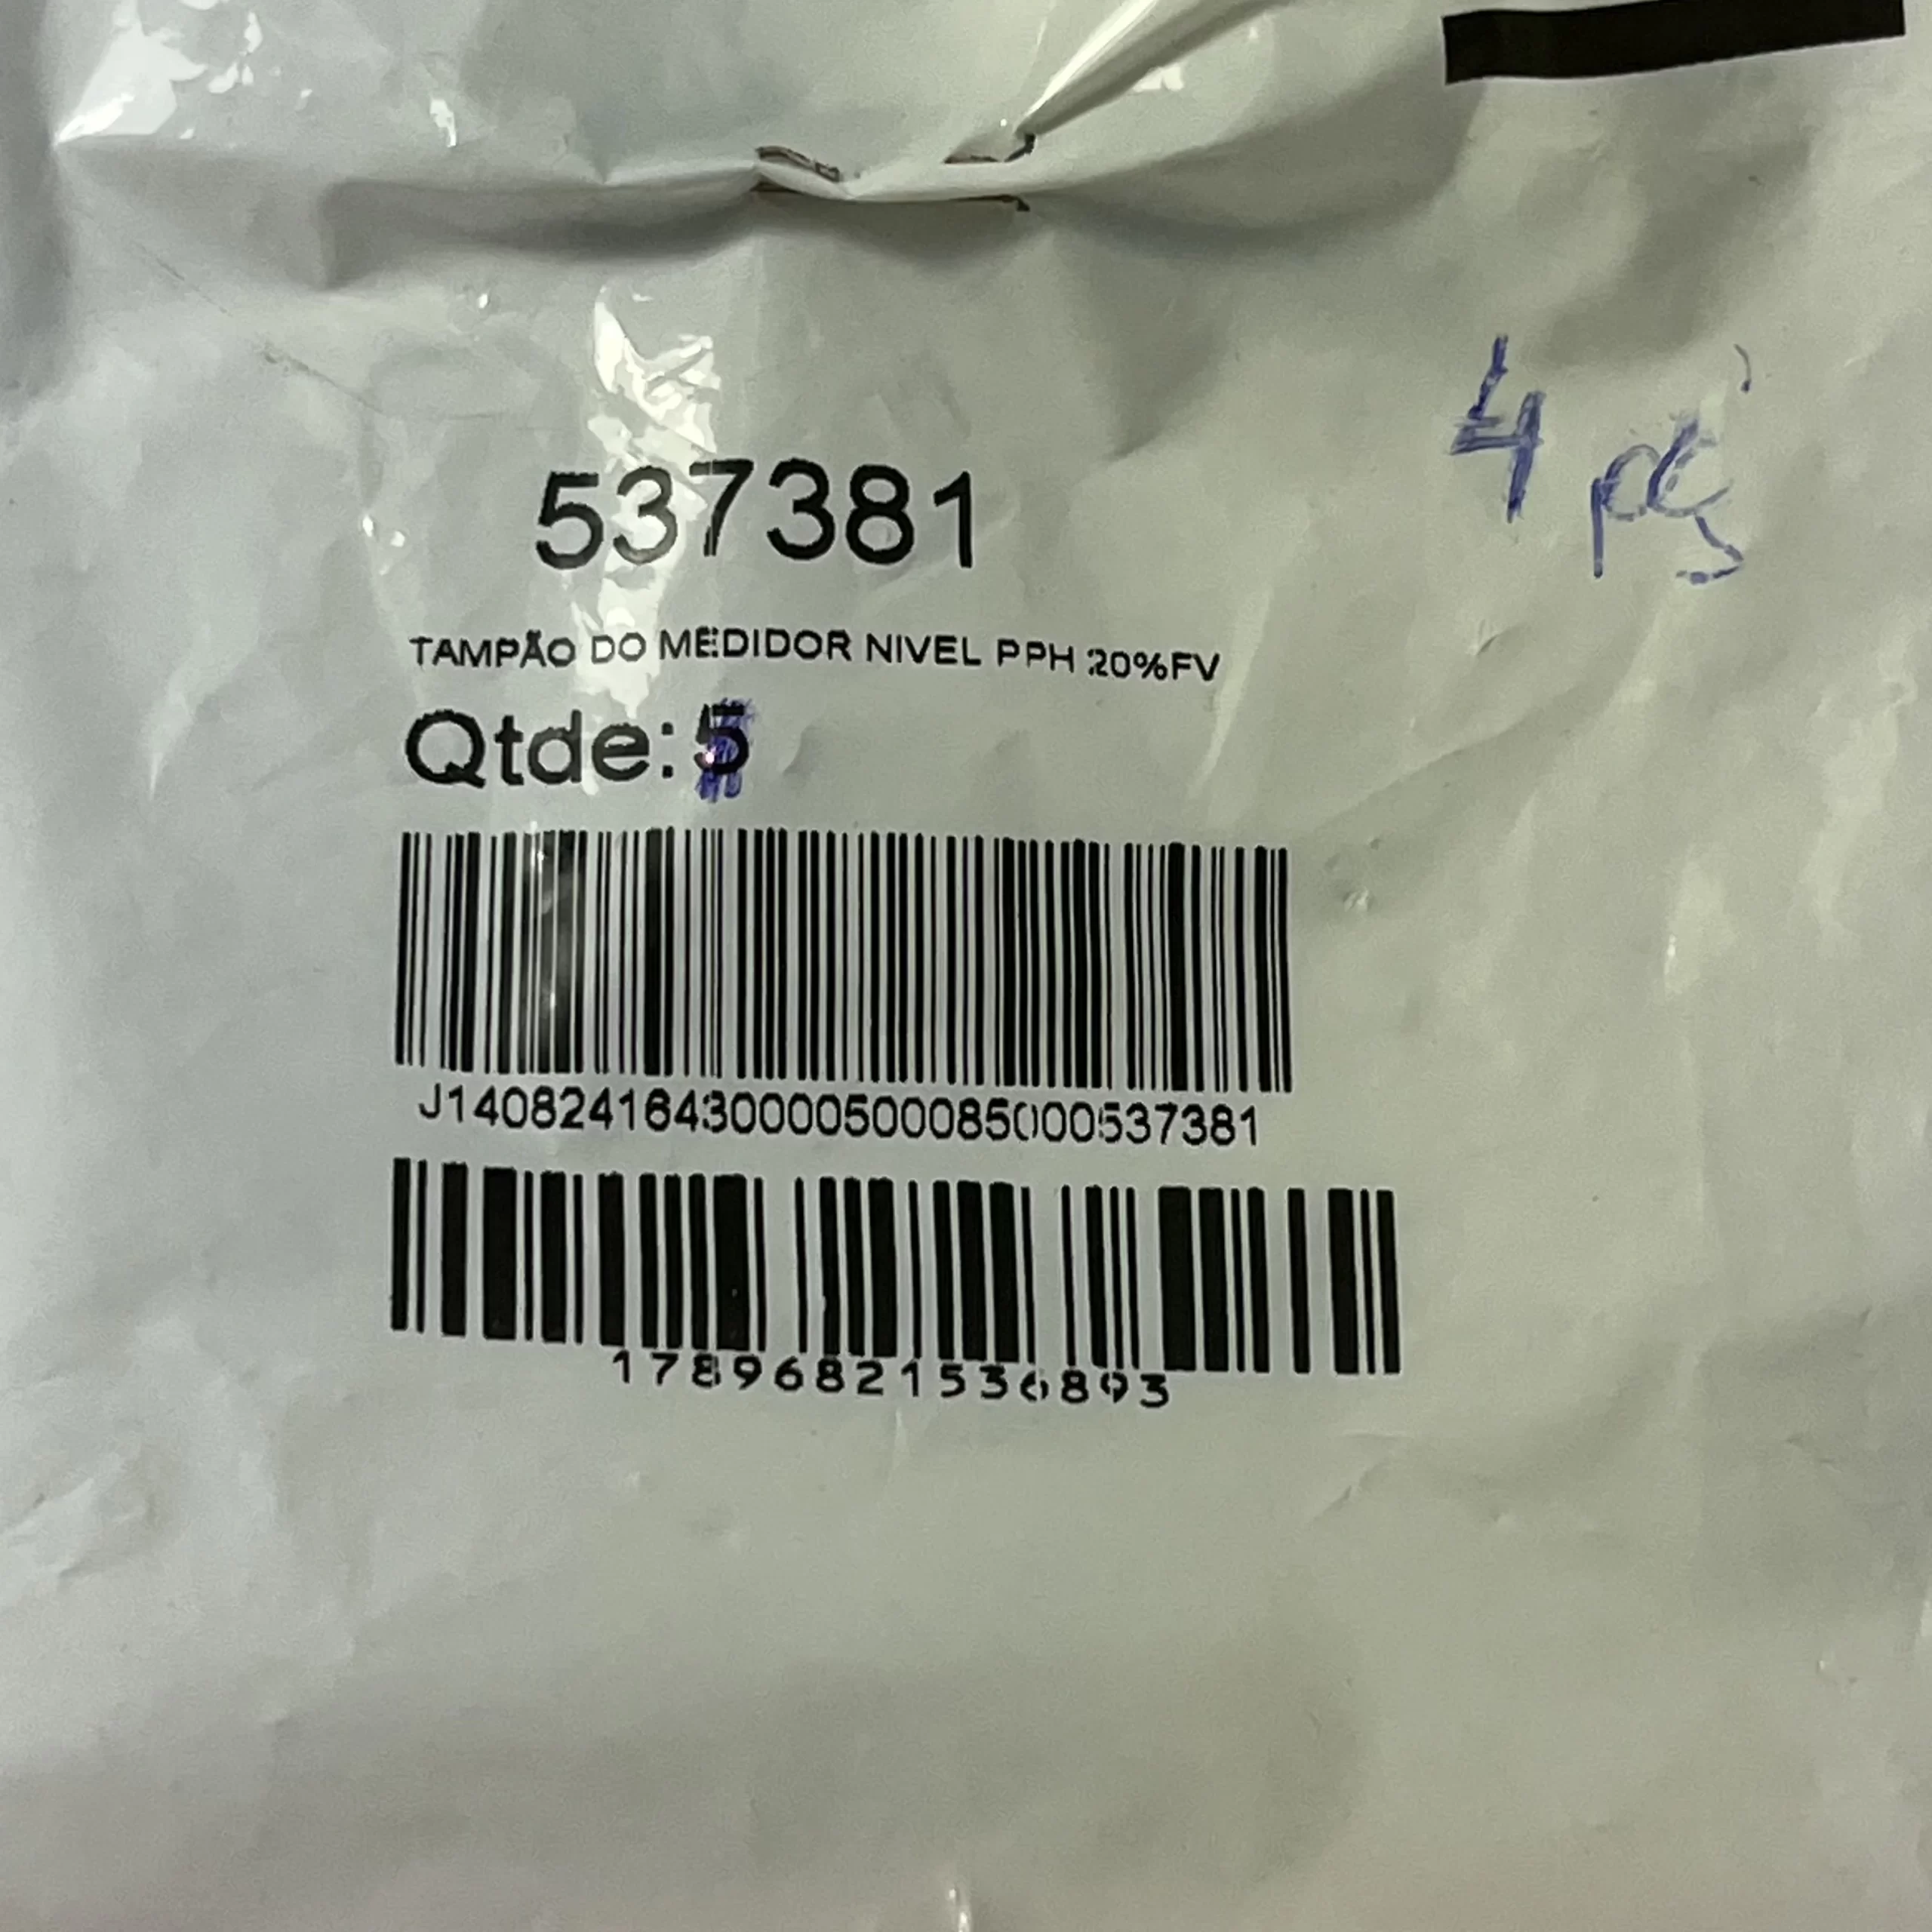 4 pçs
537381
TAMPÃO DO MEDIDOR NIVEL PPH 20%FV
Qtde:5
J14082416430000500085000537381
17896821536893